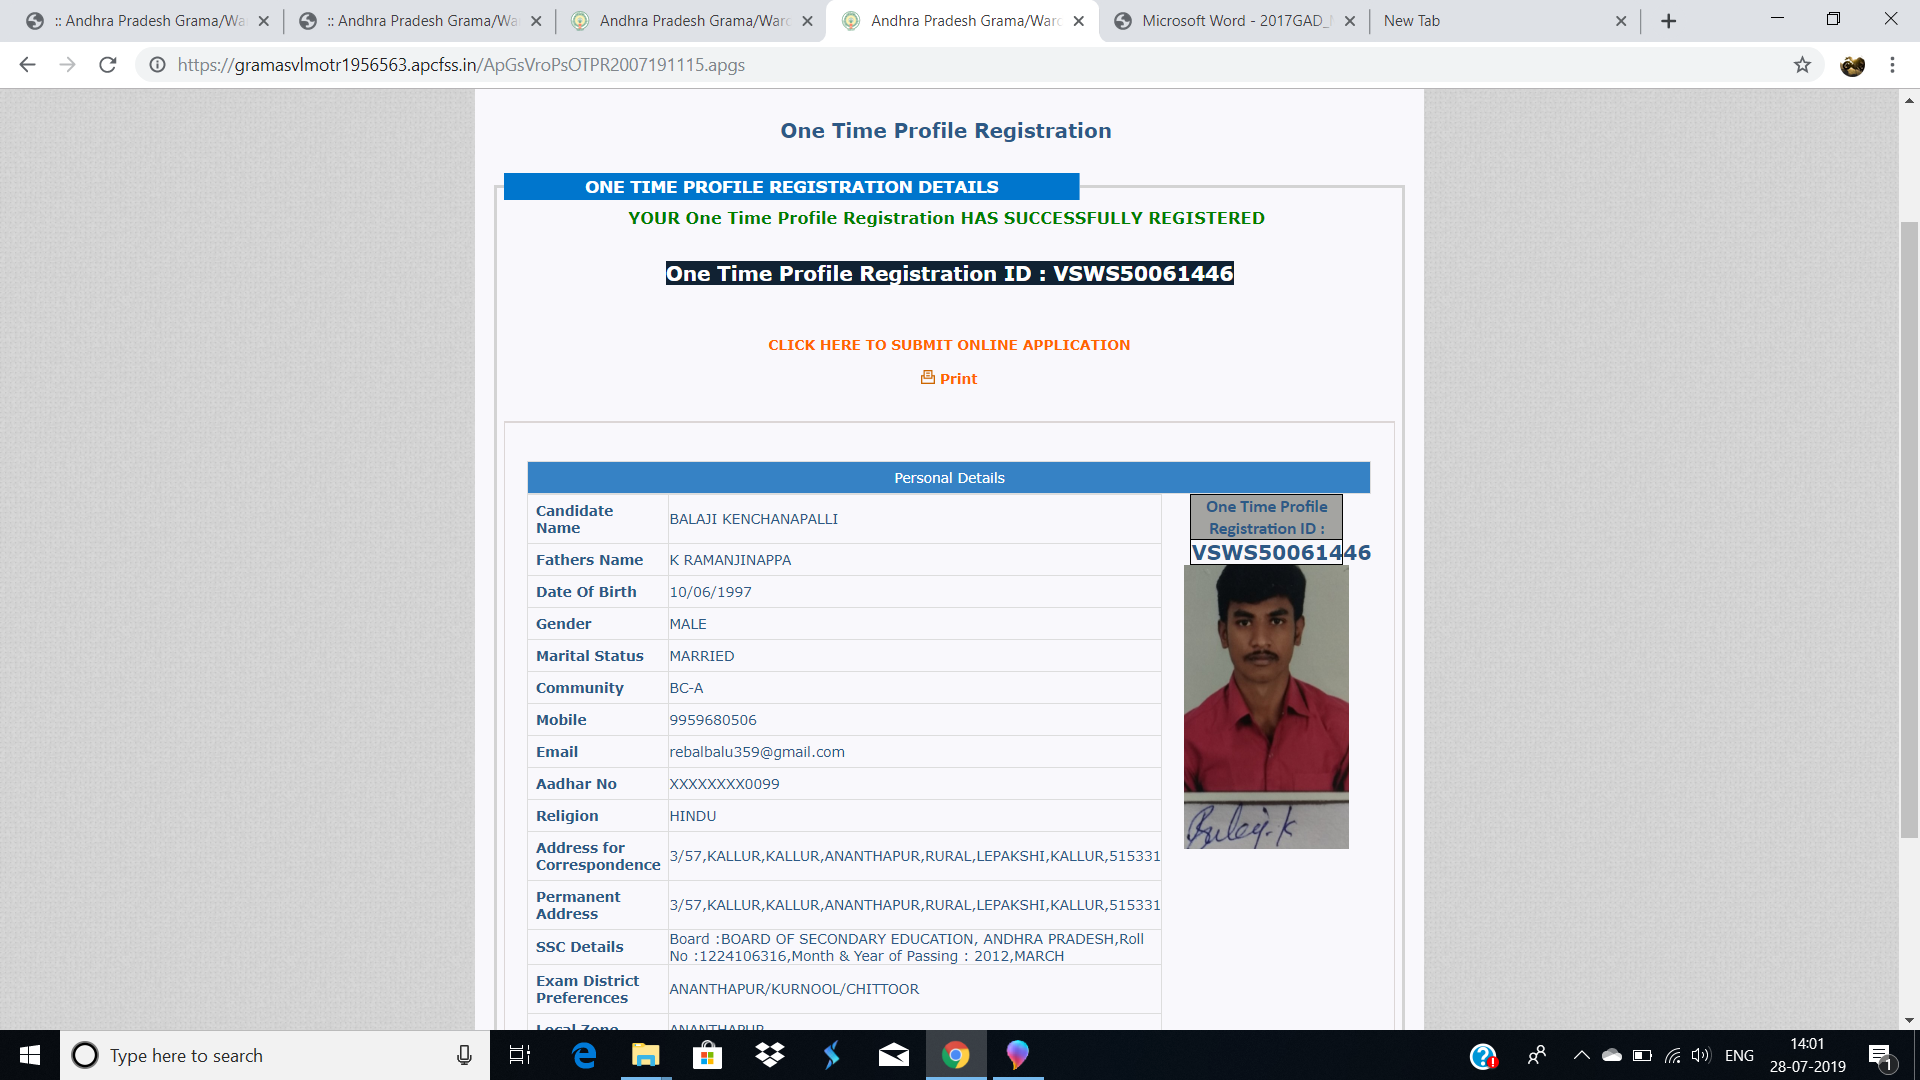 :: Andhra Pradesh Grama/Wa
:: Andhra Pradesh Grama/Wa
Andhra Pradesh Grama/Ward
Andhra Pradesh Grama/Ward
Microsoft Word - 2017GAD_
New Tab
https://gramasvlmotr1956563.apcfss.in/ApGsVroPsOTPR2007191115.apgs
One Time Profile Registration
ONE TIME PROFILE REGISTRATION DETAILS
YOUR One Time Profile Registration HAS SUCCESSFULLY REGISTERED
One Time Profile Registration ID : VSWS50061446
CLICK HERE TO SUBMIT ONLINE APPLICATION
Print
Personal Details
Candidate Name BALAJI KENCHANAPALLI
One Time Profile
Registration ID :
VSWS50061446
Fathers Name K RAMANJINAPPA
Date Of Birth 10/06/1997
Gender MALE
Marital Status MARRIED
Community BC-A
Mobile 9959680506
Email rebalbalu359@gmail.com
Aadhar No XXXXXXXX0099
Religion HINDU
Balaji.K
Address for Correspondence 3/57,KALLUR,KALLUR,ANANTHAPUR,RURAL,LEPAKSHI,KALLUR,515331
Permanent Address 3/57,KALLUR,KALLUR,ANANTHAPUR,RURAL,LEPAKSHI,KALLUR,515331
SSC Details Board :BOARD OF SECONDARY EDUCATION, ANDHRA PRADESH,Roll
No :1224106316,Month & Year of Passing : 2012,MARCH
Exam District Preferences ANANTHAPUR/KURNOOL/CHITTOOR
Local Zone ANANTHAPUR
Type here to search
ENG
14:01
28-07-2019
1